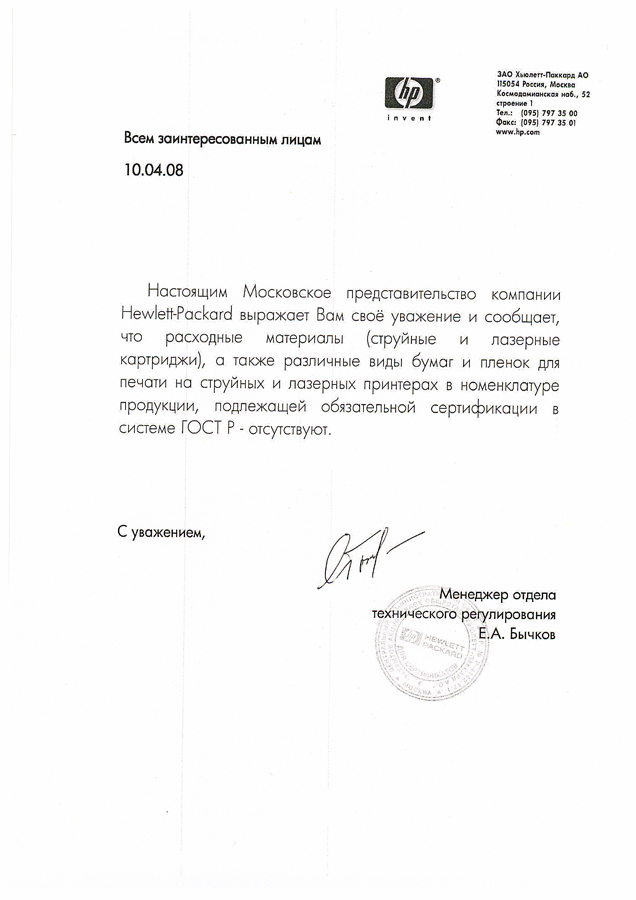 hp
®
invent
ЗАО Хьюлетт-Паккард АО
115054 Россия, Москва
Космодамианская наб., 52
строение 1
Тел.: (095) 797 35 00
Факс: (095) 797 35 01
www.hp.com
Всем заинтересованным лицам
10.04.08
Настоящим Московское представительство компании
Hewlett-Packard выражает Вам своё уважение и сообщает,
что расходные материалы (струйные и лазерные
картриджи), а также различные виды бумаг и пленок для
печати на струйных и лазерных принтерах в номенклатуре
продукции, подлежащей обязательной сертификации в
системе ГОСТ Р - отсутствуют.
С уважением,
Менеджер отдела
технического регулирования
Е.А. Бычков
hp HEWLETT
PACKARD